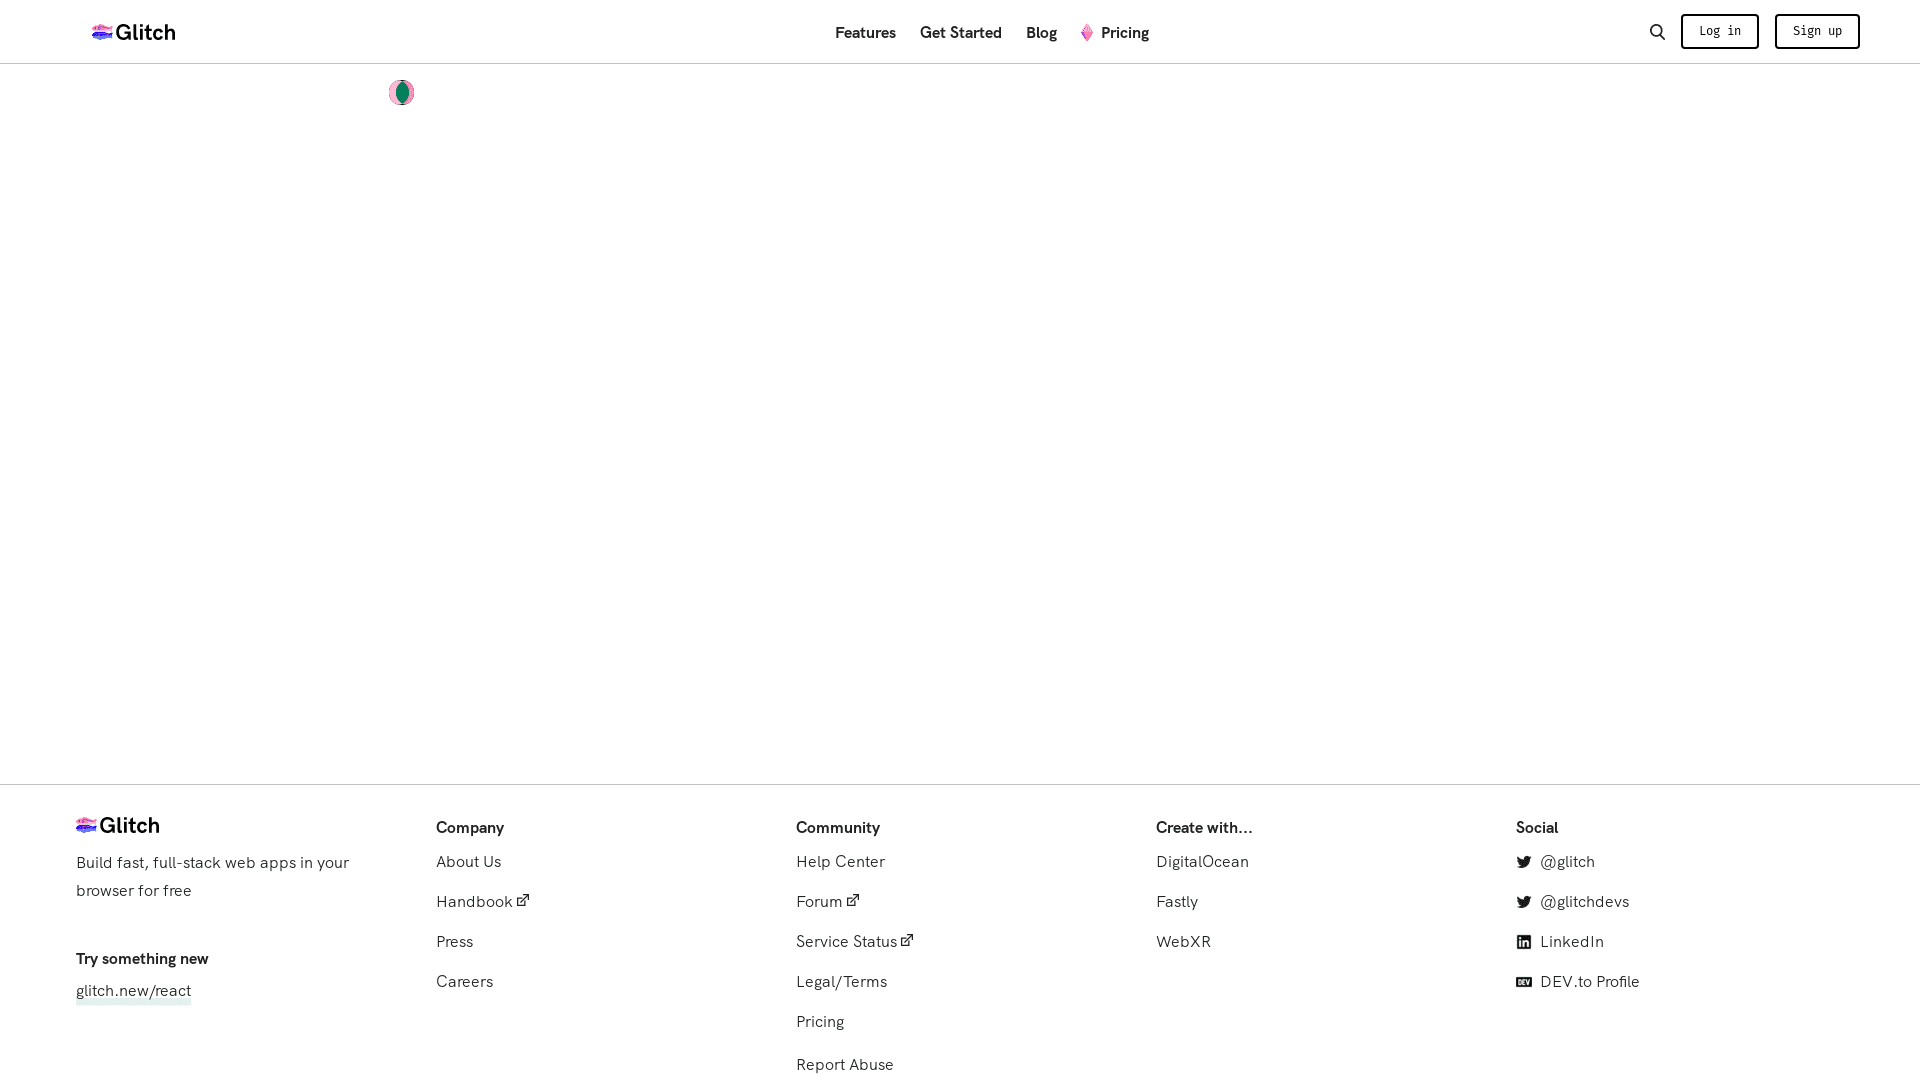 Glitch
Features
Get Started
Blog
Pricing
Log in
Sign up
Glitch
Build fast, full-stack web apps in your
browser for free
Try something new
glitch.new/react
Company
About Us
Handbook
Press
Careers
Community
Help Center
Forum
Service Status
Legal/Terms
Pricing
Report Abuse
Create with...
DigitalOcean
Fastly
WebXR
Social
@glitch
@glitchdevs
LinkedIn
DEV DEV.to Profile